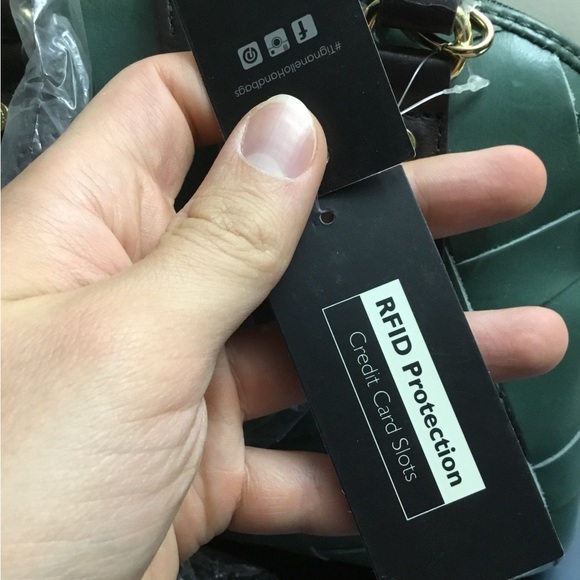 #TignanelloHandbags
RFID Protection
Credit Card Slots